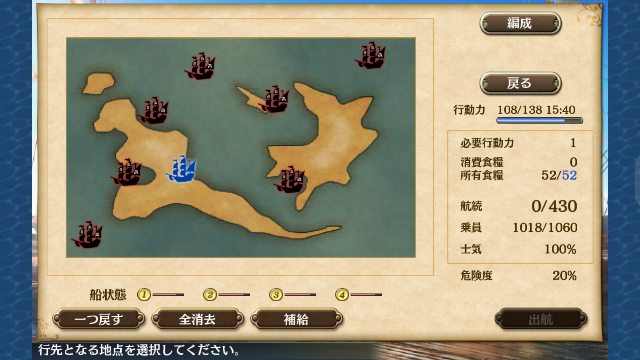 編成
戻る
行動力 108/138 15:40
必要行動力 1
消費食糧 0
所有食糧 52/52
航続 0/430
乗員 1018/1060
士気 100%
危険度 20%
船状態 1 2 3 4
一つ戻す 全消去 補給 出航
行先となる地点を選択してください。